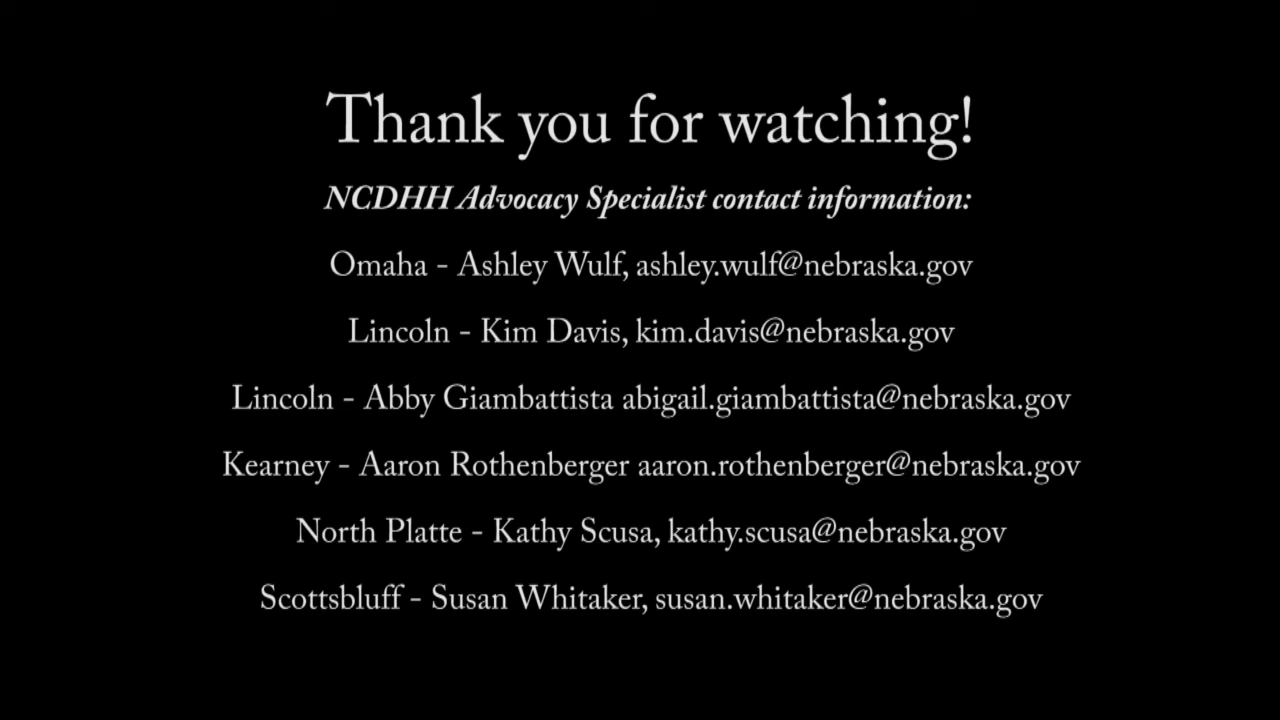 Thank you for watching!
NCDHH Advocacy Specialist contact information:
Omaha - Ashley Wulf, ashley.wulf@nebraska.gov
Lincoln - Kim Davis, kim.davis@nebraska.gov
Lincoln - Abby Giambattista abigail.giambattista@nebraska.gov
Kearney - Aaron Rothenberger aaron.rothenberger@nebraska.gov
North Platte - Kathy Scusa, kathy.scusa@nebraska.gov
Scottsbluff - Susan Whitaker, susan.whitaker@nebraska.gov